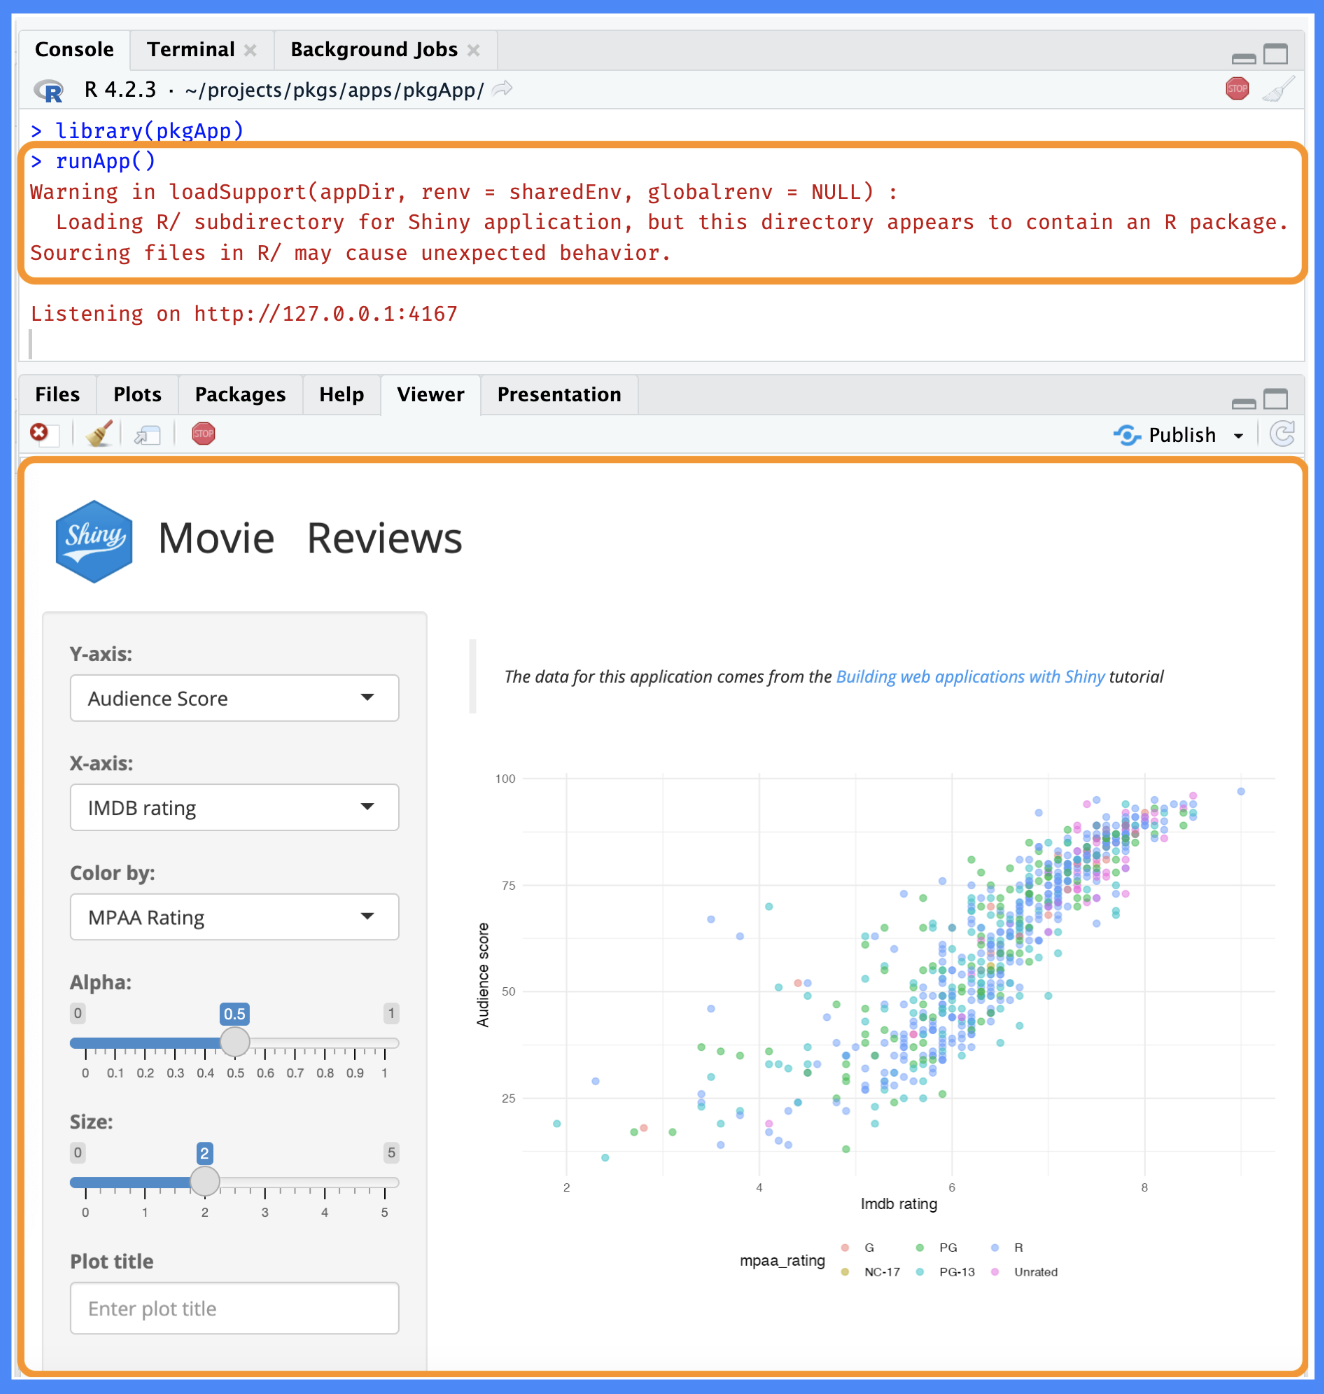 Console Terminal Background Jobs
R 4.2.3 · ~/projects/pkgs/apps/pkgApp/
STOP
> library(pkgApp)
> runApp()
Warning in loadSupport(appDir, renv = sharedEnv, globalrenv = NULL) :
  Loading R/ subdirectory for Shiny application, but this directory appears to contain an R package.
Sourcing files in R/ may cause unexpected behavior.
Listening on http://127.0.0.1:4167
Files Plots Packages Help Viewer Presentation
STOP
Publish
Shiny
Movie Reviews
Y-axis:
Audience Score
X-axis:
IMDB rating
Color by:
MPAA Rating
Alpha:
0 0.5 1
0 0.1 0.2 0.3 0.4 0.5 0.6 0.7 0.8 0.9 1
Size:
0 2 5
0 1 2 3 4 5
Plot title
Enter plot title
The data for this application comes from the Building web applications with Shiny tutorial
100
75
50
25
Audience score
2 4 6 8
Imdb rating
mpaa_rating
G PG R
NC-17 PG-13 Unrated